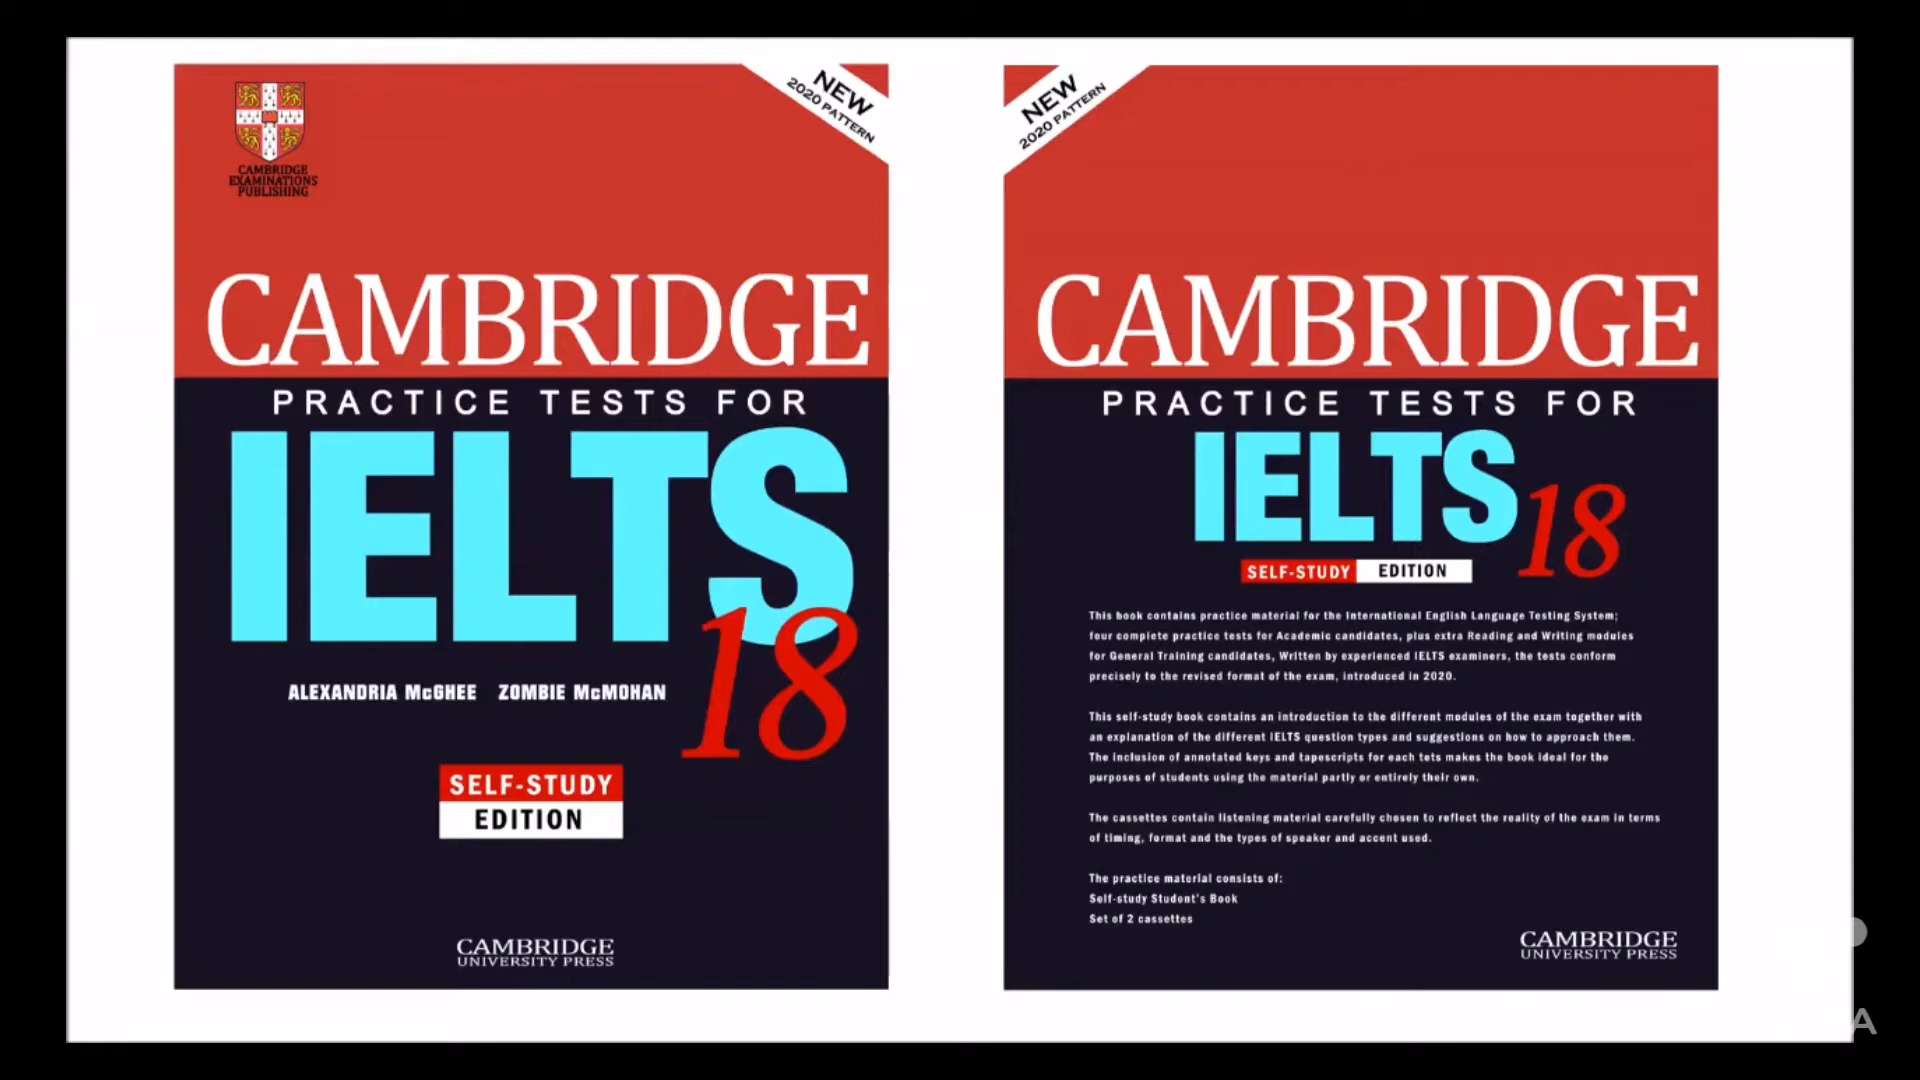 NEW
2020 PATTERN
CAMBRIDGE
EXAMINATIONS
PUBLISHING
CAMBRIDGE
PRACTICE TESTS FOR
IELTS
18
ALEXANDRIA McGHEE ZOMBIE McMOHAN
SELF-STUDY
EDITION
CAMBRIDGE
UNIVERSITY PRESS
NEW
2020 PATTERN
CAMBRIDGE
PRACTICE TESTS FOR
IELTS 18
SELF-STUDY EDITION
This book contains practice material for the International English Language Testing System;
four complete practice tests for Academic candidates, plus extra Reading and Writing modules
for General Training candidates, Written by experienced IELTS examiners, the tests conform
precisely to the revised format of the exam, introduced in 2020.
This self-study book contains an introduction to the different modules of the exam together with
an explanation of the different IELTS question types and suggestions on how to approach them.
The inclusion of annotated keys and tapescripts for each tets makes the book ideal for the
purposes of students using the material partly or entirely their own.
The cassettes contain listening material carefully chosen to reflect the reality of the exam in terms
of timing, format and the types of speaker and accent used.
The practice material consists of:
Self-study Student's Book
Set of 2 cassettes
CAMBRIDGE
UNIVERSITY PRESS
A